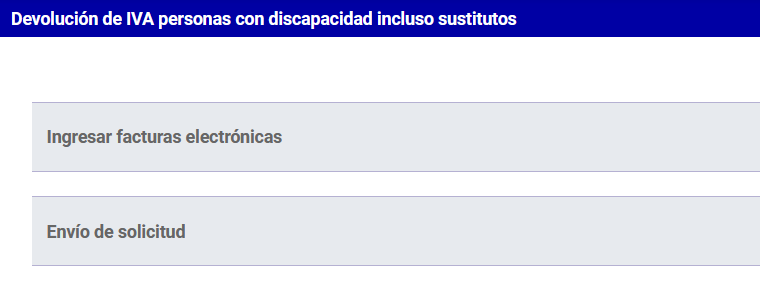 Devolución de IVA personas con discapacidad incluso sustitutos
Ingresar facturas electrónicas
Envío de solicitud